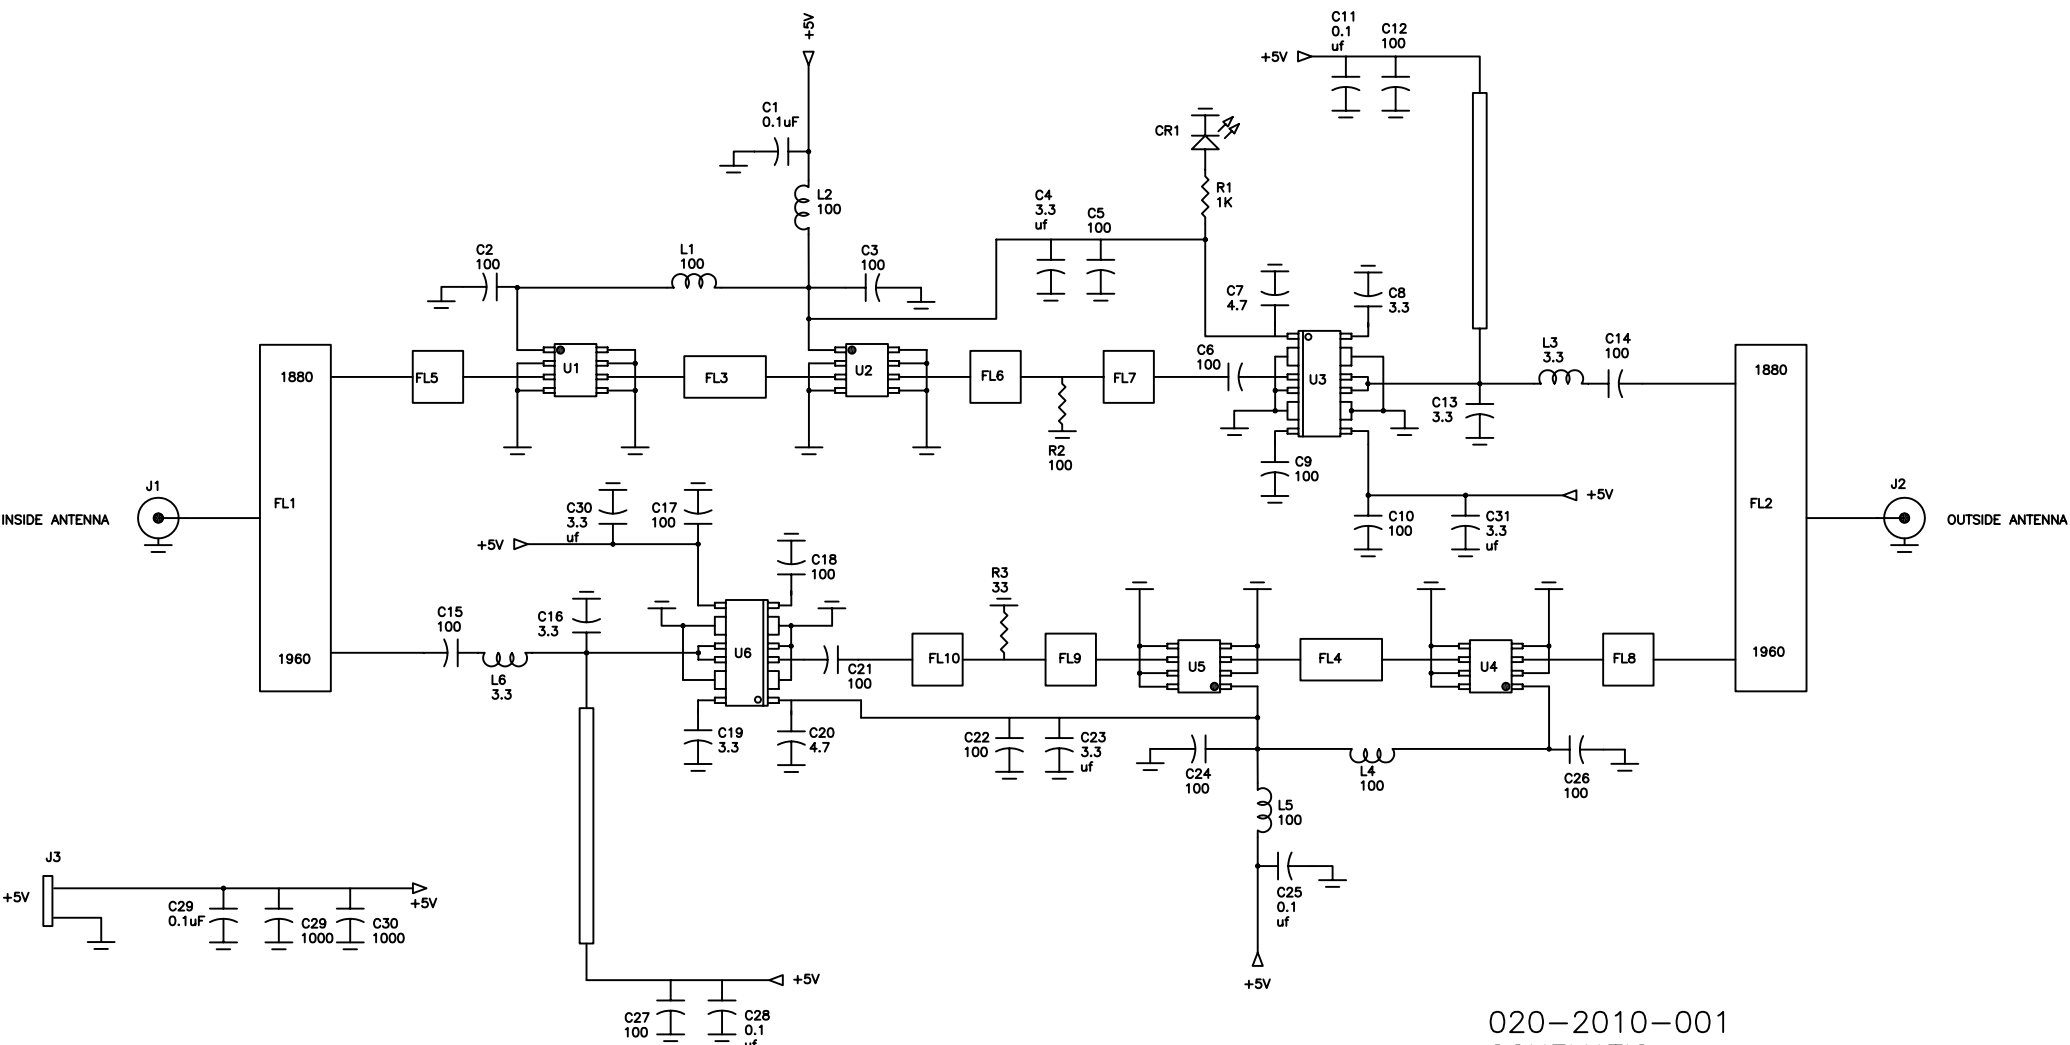 +5V
C11
0.1
uf
C12
100
+5V
C1
0.1uF
CR1
L2
100
R1
1K
C4
3.3
uf
C5
100
C2
100
L1
100
C3
100
C7
4.7
C8
3.3
1880
FL5
U1
FL3
U2
FL6
FL7
C6
100
U3
L3
3.3
C14
100
1880
C13
3.3
R2
100
C9
100
J1
INSIDE ANTENNA
FL1
C30
3.3
uf
C17
100
+5V
+5V
C10
100
C31
3.3
uf
FL2
J2
OUTSIDE ANTENNA
C18
100
R3
33
C15
100
C16
3.3
1960
L6
3.3
U6
C21
100
FL10
FL9
U5
FL4
U4
FL8
1960
C19
3.3
C20
4.7
C22
100
C23
3.3
uf
C24
100
L4
100
C26
100
L5
100
J3
+5V
C29
0.1uF
C29
1000
C30
1000
+5V
C25
0.1
uf
+5V
+5V
C27
100
C28
0.1
020-2010-001